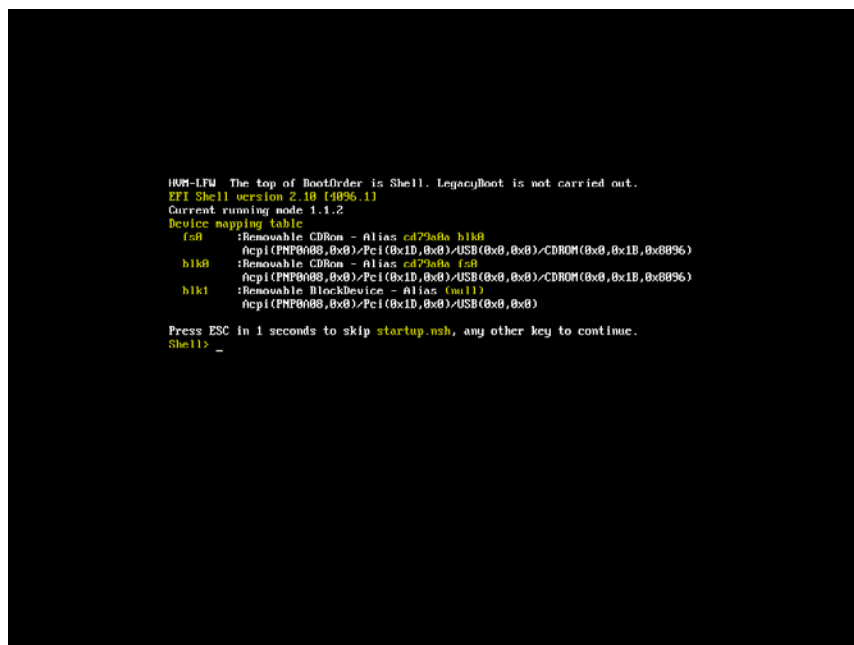 HVM-LFW  The top of BootOrder is Shell. LegacyBoot is not carried out.
EFI Shell version 2.10 [4096.1]
Current running mode 1.1.2
Device mapping table
fs0 :Removable CDRom - Alias cd79a0a blk0
Acpi(PNP0A08,0x0)/Pci(0x1D,0x0)/USB(0x0,0x0)/CDROM(0x0,0x1B,0x8096)
blk0 :Removable CDRom - Alias cd79a0a fs0
Acpi(PNP0A08,0x0)/Pci(0x1D,0x0)/USB(0x0,0x0)/CDROM(0x0,0x1B,0x8096)
blk1 :Removable BlockDevice - Alias (null)
Acpi(PNP0A08,0x0)/Pci(0x1D,0x0)/USB(0x0,0x0)
Press ESC in 1 seconds to skip startup.nsh, any other key to continue.
Shell> _